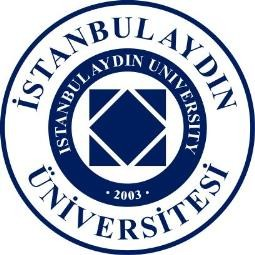 İSTANBUL AYDIN
ÜNİVERSİTESİ
ISTANBUL AYDIN UNIVERSITY
· 2003 ·